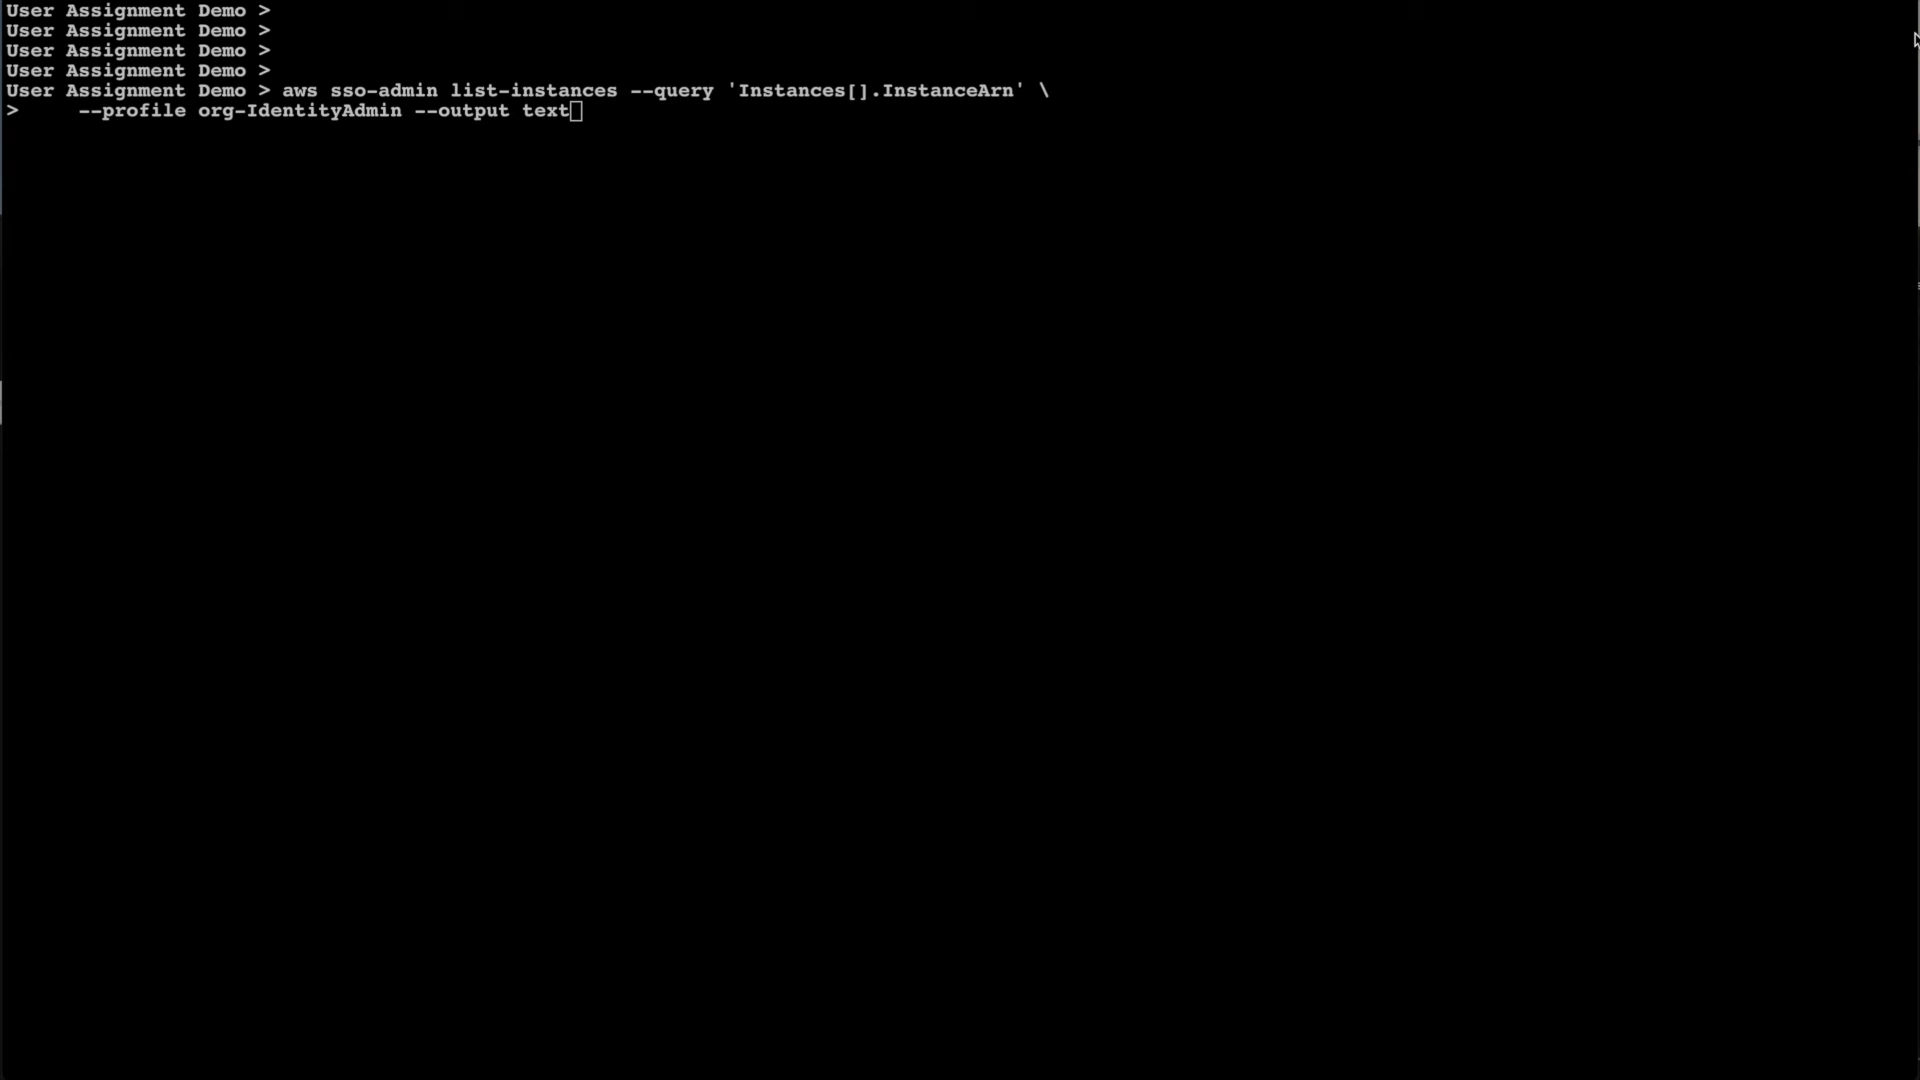 User Assignment Demo >
User Assignment Demo >
User Assignment Demo >
User Assignment Demo >
User Assignment Demo > aws sso-admin list-instances --query 'Instances[].InstanceArn' \
>     --profile org-IdentityAdmin --output text